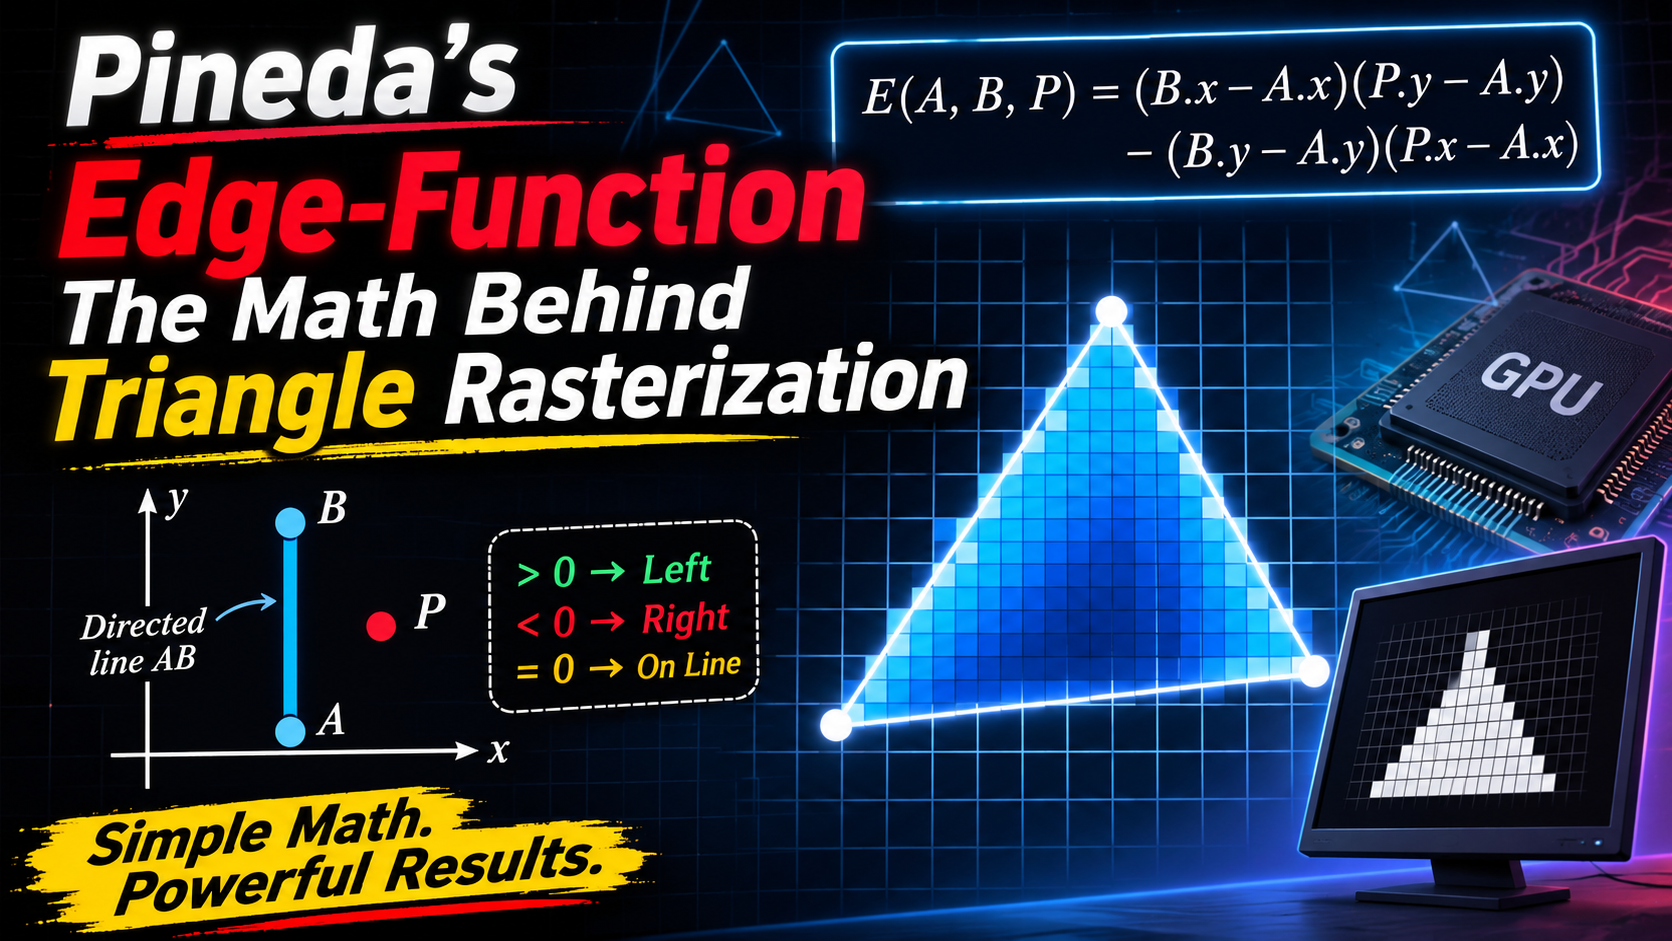 Pineda's
Edge-Function
The Math Behind
Triangle Rasterization
E(A, B, P) = (B.x − A.x)(P.y − A.y)
− (B.y − A.y)(P.x − A.x)
y
B
Directed
line AB
P
A
x
> 0 → Left
< 0 → Right
= 0 → On Line
GPU
Simple Math.
Powerful Results.